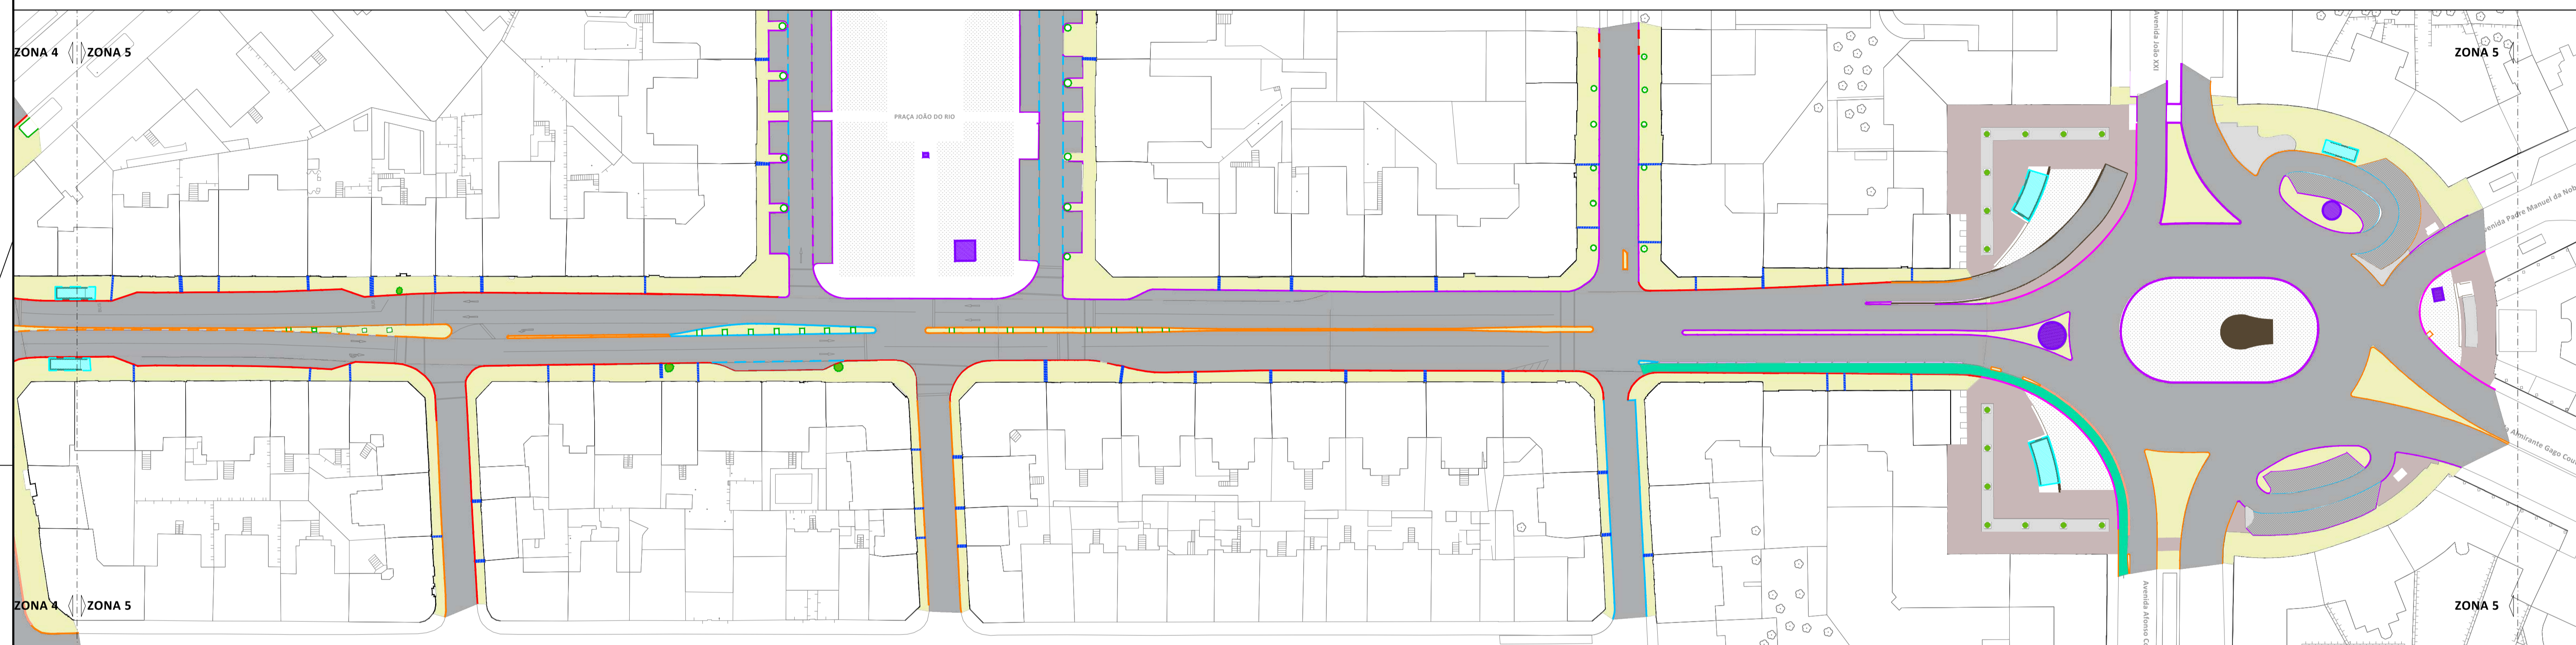 ZONA 4 ZONA 5
ZONA 5
Avenida João XXI
PRAÇA JOÃO DO RIO
Avenida Padre Manuel da Nób
Almirante Gago Cou
ZONA 4 ZONA 5
ZONA 5
Avenida Afonso Co